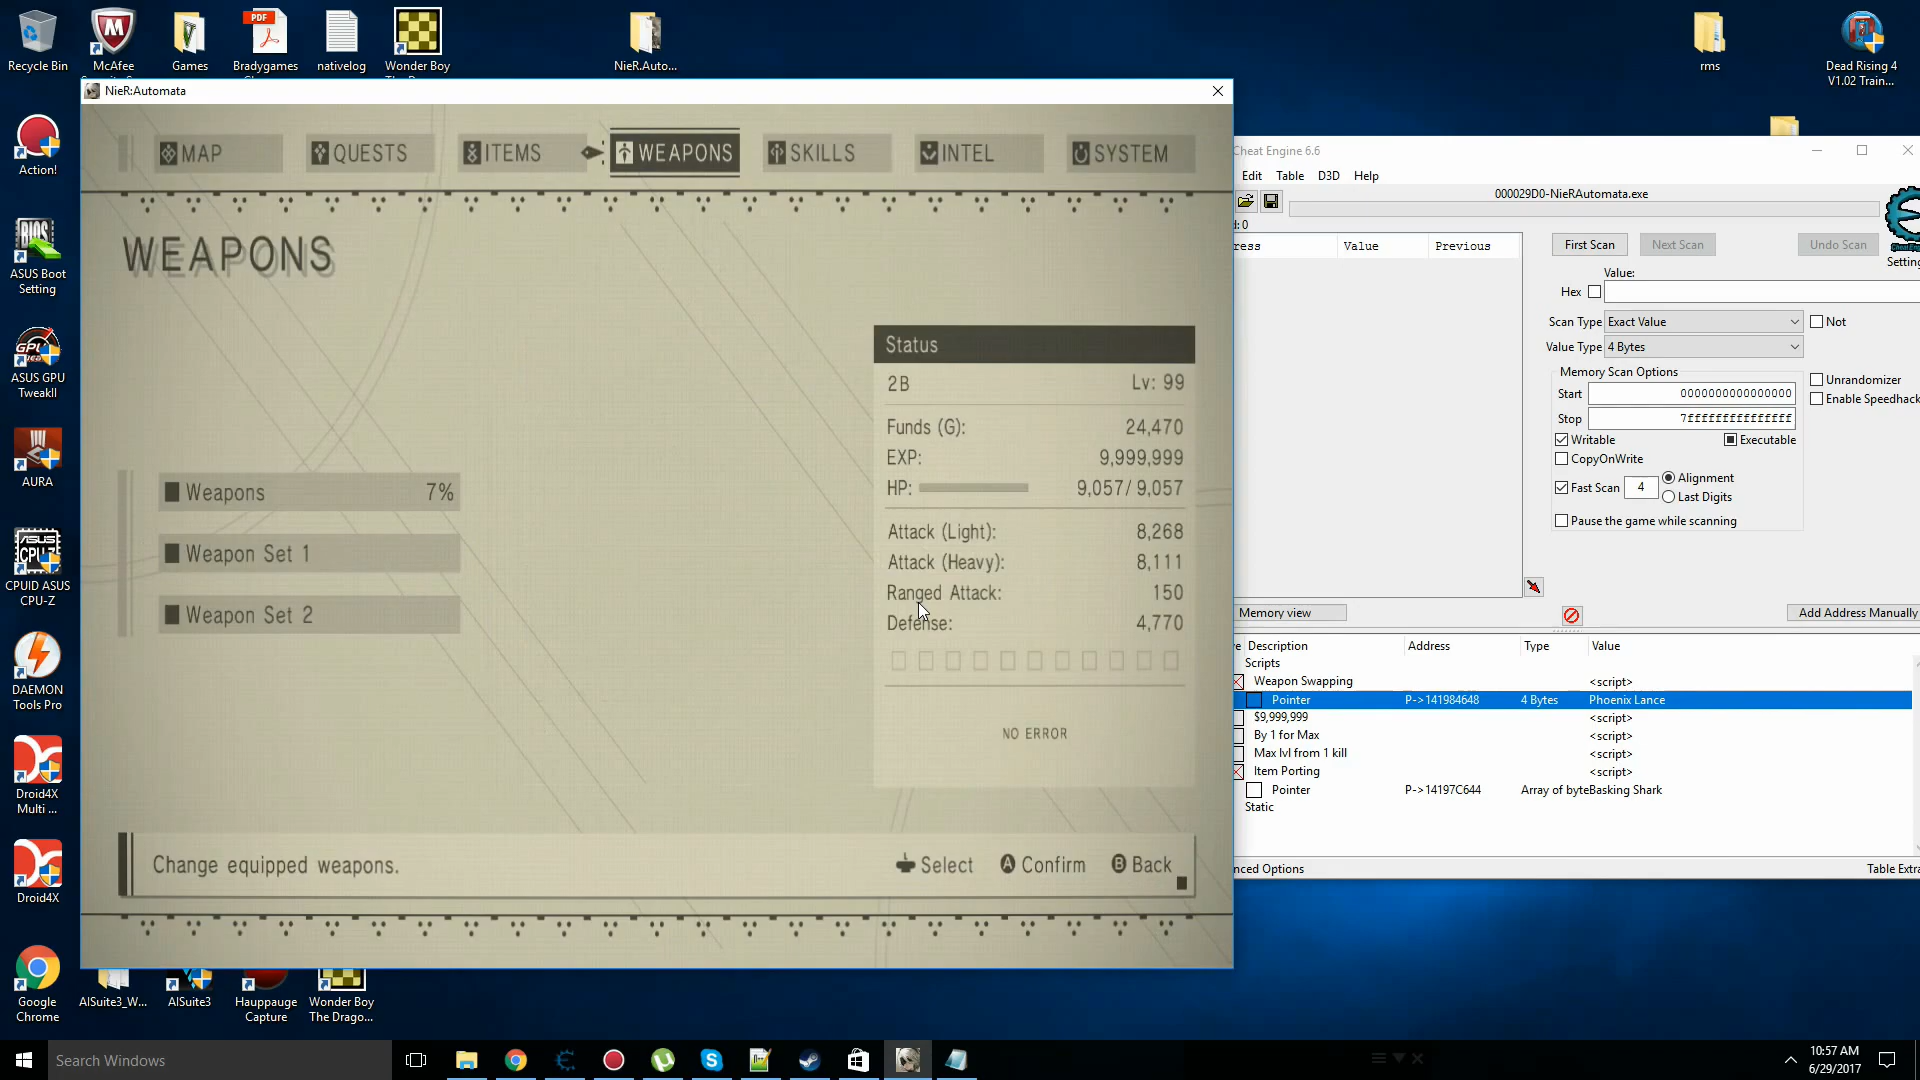 Recycle Bin
McAfee
Games
Bradygames
nativelog
Wonder Boy
NieR.Auto...
rms
Dead Rising 4
V1.02 Train...
PDF
Action!
BIOS
ASUS Boot
Setting
ASUS GPU
TweakII
AURA
ASUS
CPU-Z
CPUID ASUS
CPU-Z
DAEMON
Tools Pro
Droid4X
Multi ...
Droid4X
Google
Chrome
AISuite3_W...
AISuite3
Hauppauge
Capture
Wonder Boy
The Drago...
NieR:Automata
MAP
QUESTS
ITEMS
WEAPONS
SKILLS
INTEL
SYSTEM
WEAPONS
Weapons 7%
Weapon Set 1
Weapon Set 2
Status
2B Lv: 99
Funds (G): 24,470
EXP: 9,999,999
HP: 9,057/ 9,057
Attack (Light): 8,268
Attack (Heavy): 8,111
Ranged Attack: 150
Defense: 4,770
NO ERROR
Change equipped weapons.
Select A Confirm B Back
Cheat Engine 6.6
Edit Table D3D Help
000029D0-NieRAutomata.exe
d: 0
ress Value Previous
First Scan Next Scan Undo Scan
Setting
Value:
Hex
Scan Type Exact Value Not
Value Type 4 Bytes
Memory Scan Options
Start 0000000000000000
Stop 7fffffffffffffff
Unrandomizer
Enable Speedhack
Writable Executable
CopyOnWrite
Fast Scan 4 Alignment
Last Digits
Pause the game while scanning
Memory view
Add Address Manually
ve Description Address Type Value
Scripts
Weapon Swapping <script>
Pointer P->141984648 4 Bytes Phoenix Lance
$9,999,999 <script>
By 1 for Max <script>
Max lvl from 1 kill <script>
Item Porting <script>
Pointer P->14197C644 Array of byte Basking Shark
Static
nced Options
Table Extra
Search Windows
10:57 AM
6/29/2017